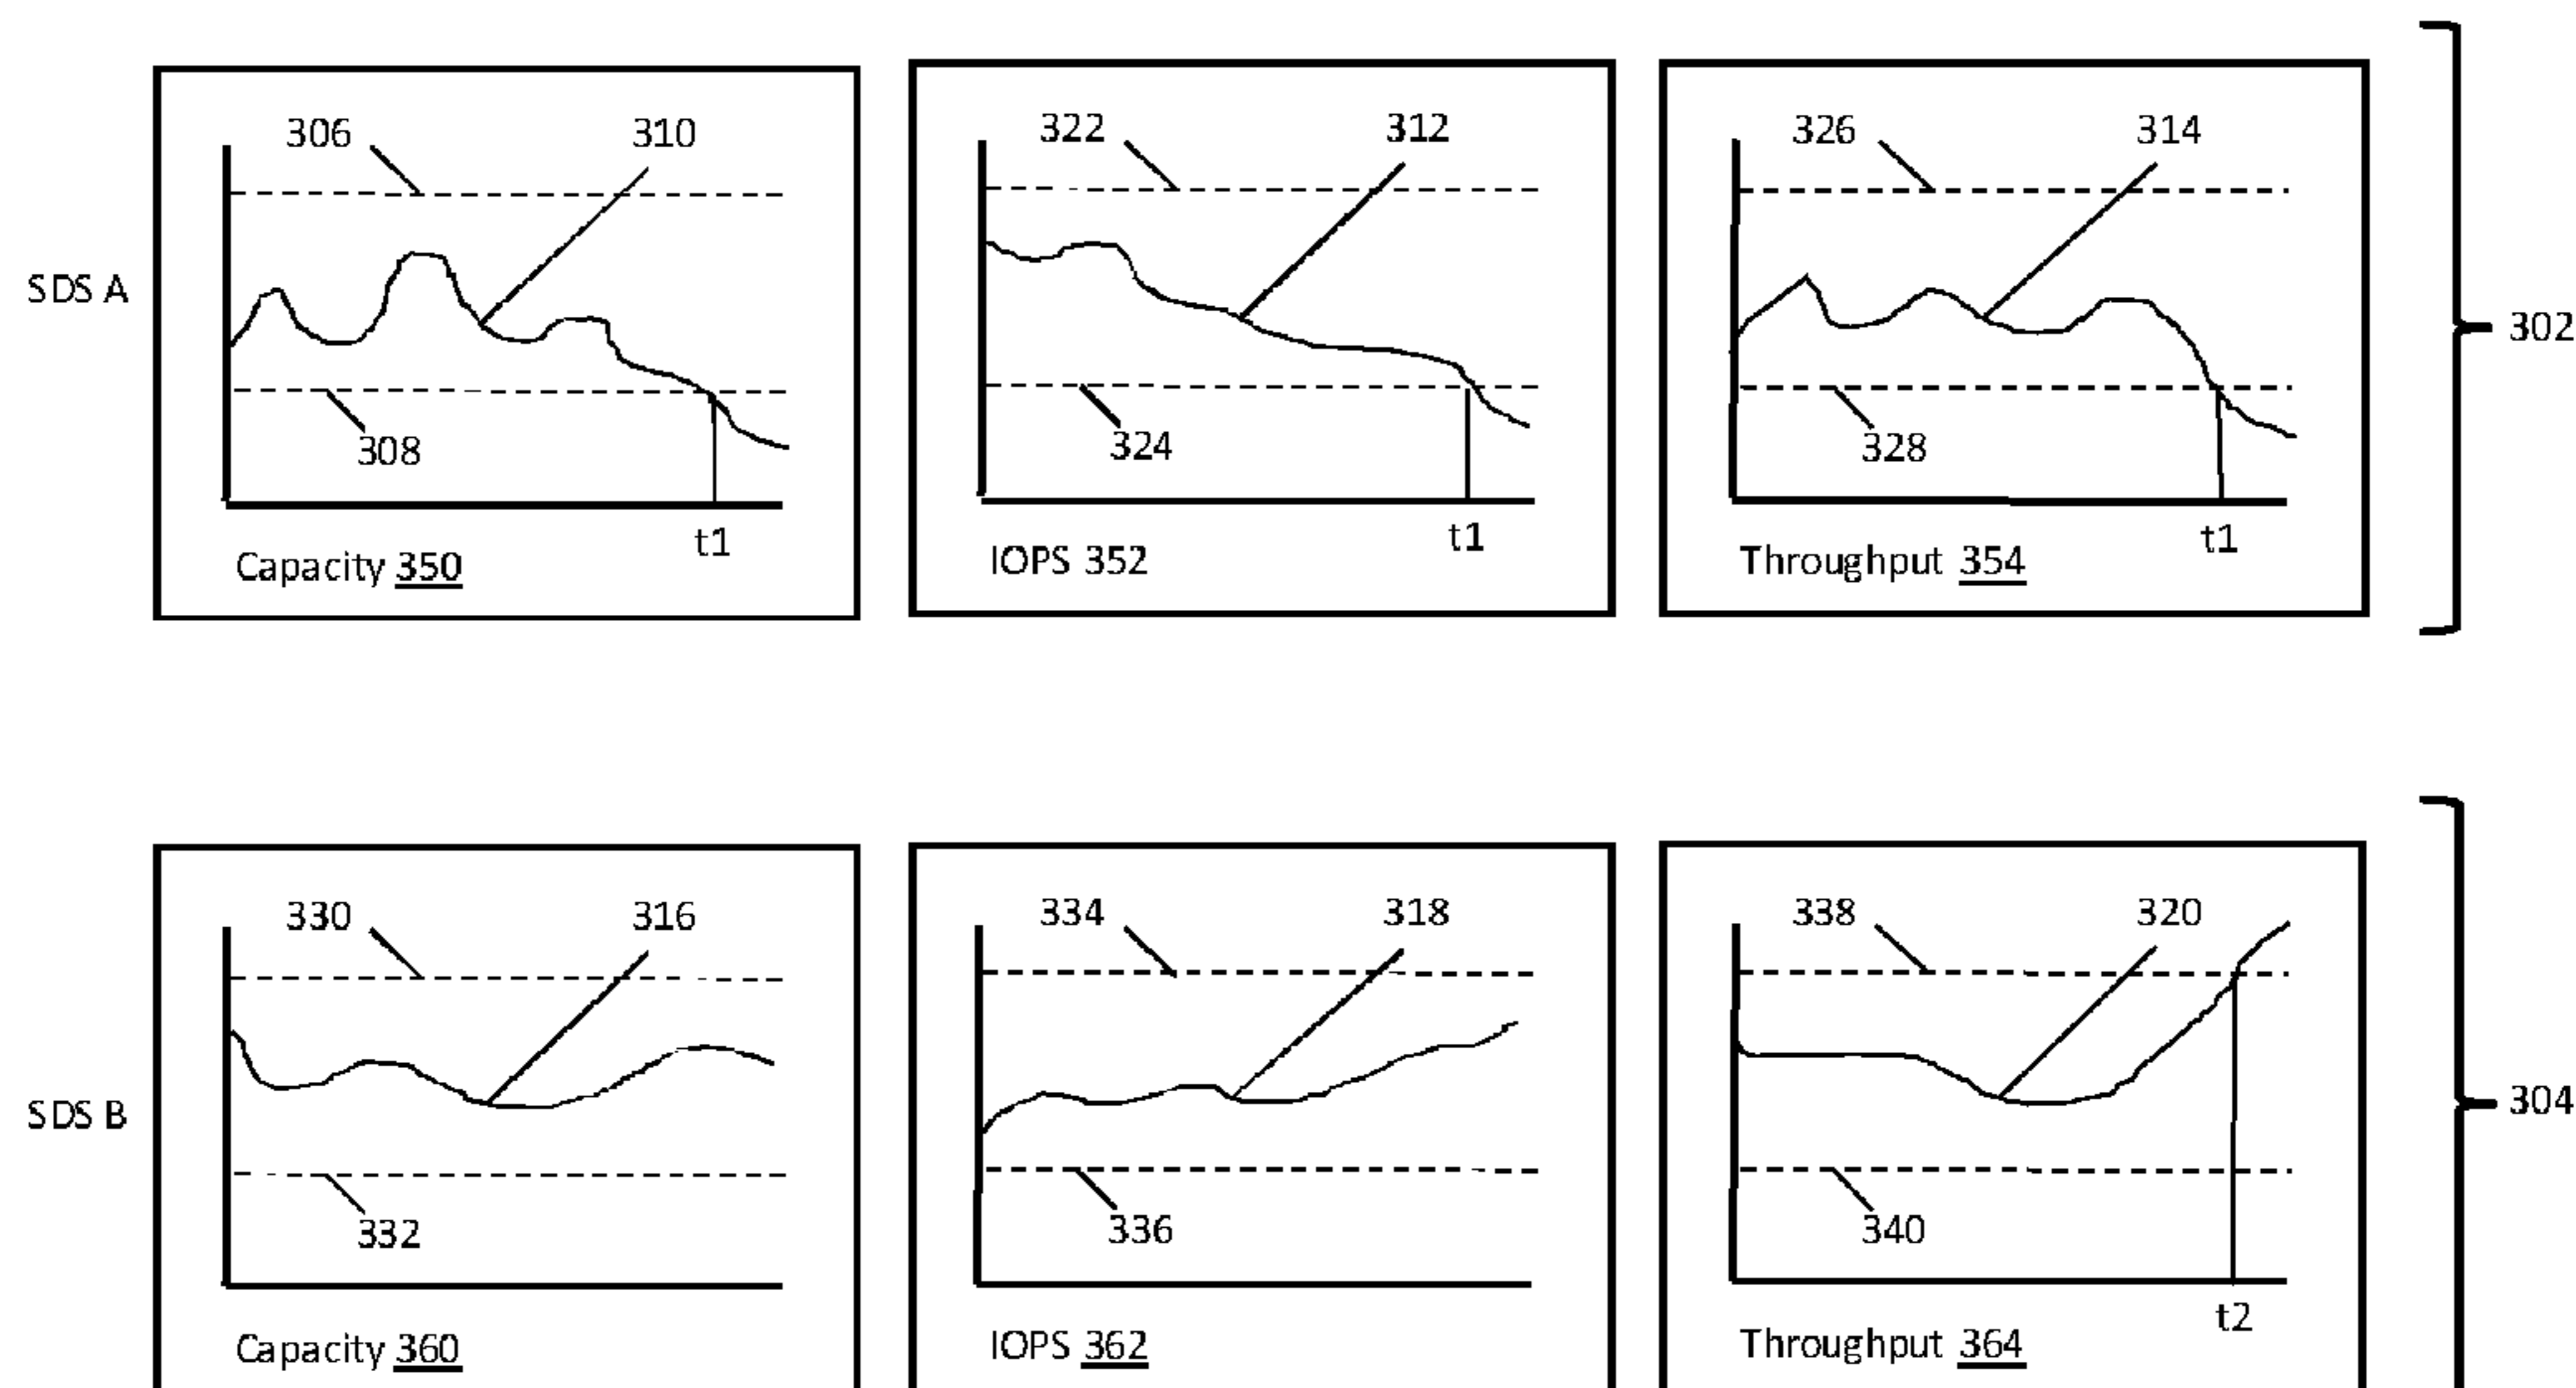 306
310
322
312
326
314
SDS A
302
308
324
328
t1
t1
t1
Capacity 350
IOPS 352
Throughput 354
330
316
334
318
338
320
SDS B
304
332
336
340
t2
Capacity 360
IOPS 362
Throughput 364